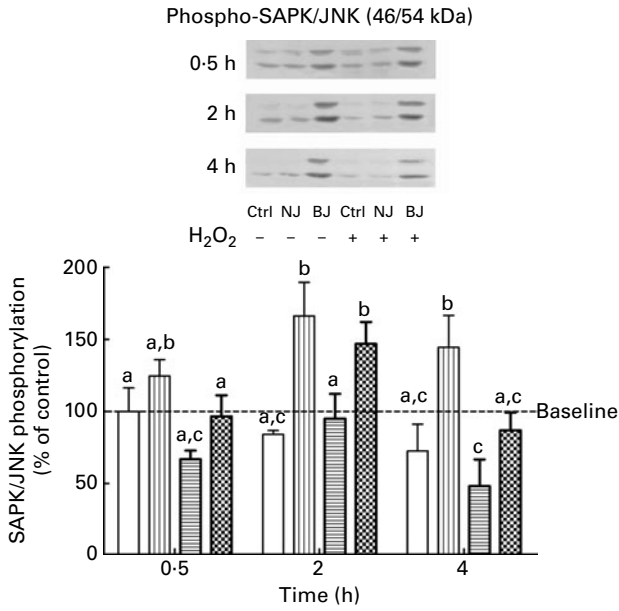 Phospho-SAPK/JNK (46/54 kDa)
0·5 h
2 h
4 h
Ctrl NJ BJ Ctrl NJ BJ
H₂O₂ – – – + + +
SAPK/JNK phosphorylation
(% of control)
200
150
100
50
0
a a,b a,c a
a,c b a b
a,c b c a,c
Baseline
0·5 2 4
Time (h)